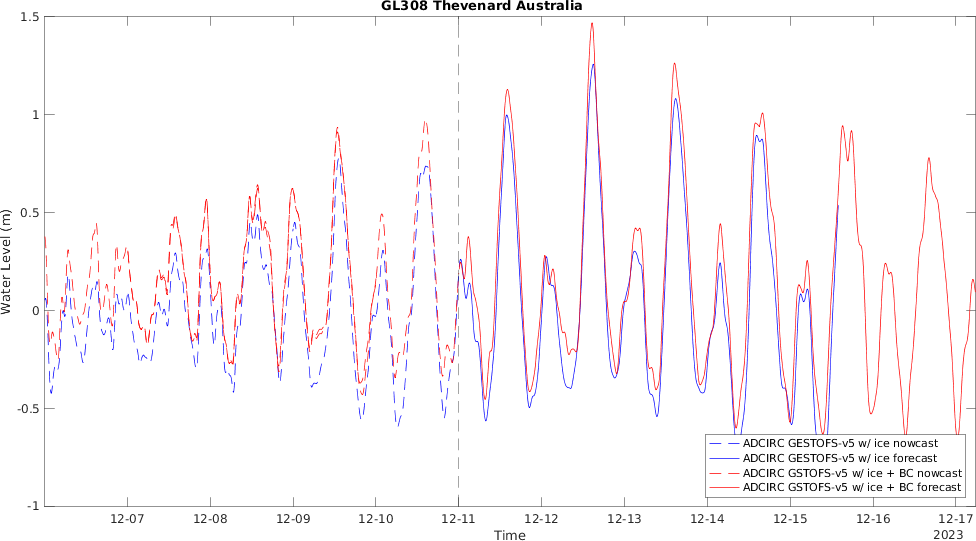 GL308 Thevenard Australia
1.5
1
0.5
0
-0.5
-1
Water Level (m)
12-07 12-08 12-09 12-10 12-11 12-12 12-13 12-14 12-15 12-16 12-17
Time
2023
ADCIRC GESTOFS-v5 w/ ice nowcast
ADCIRC GESTOFS-v5 w/ ice forecast
ADCIRC GSTOFS-v5 w/ ice + BC nowcast
ADCIRC GSTOFS-v5 w/ ice + BC forecast